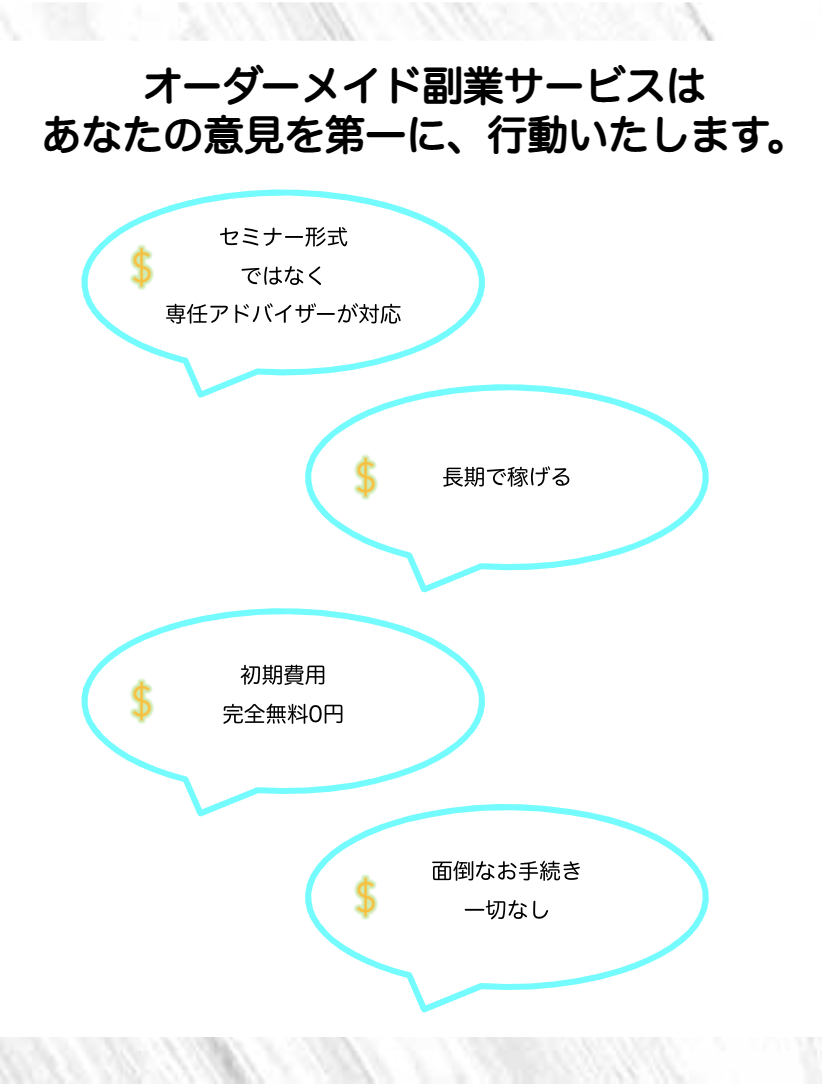 オーダーメイド副業サービスは
あなたの意見を第一に、行動いたします。
セミナー形式
ではなく
$
専任アドバイザーが対応
$
長期で稼げる
初期費用
$
完全無料0円
面倒なお手続き
$
一切なし